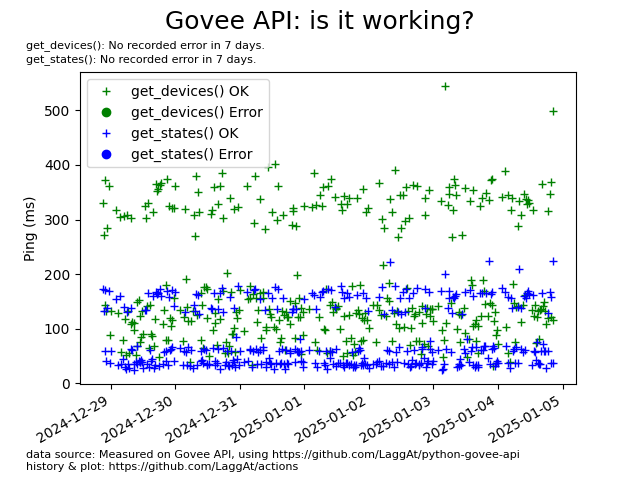 Govee API: is it working?
get_devices(): No recorded error in 7 days.
get_states(): No recorded error in 7 days.
get_devices() OK
get_devices() Error
get_states() OK
get_states() Error
Ping (ms)
500
400
300
200
100
0
2024-12-29
2024-12-30
2024-12-31
2025-01-01
2025-01-02
2025-01-03
2025-01-04
2025-01-05
data source: Measured on Govee API, using https://github.com/LaggAt/python-govee-api
history & plot: https://github.com/LaggAt/actions